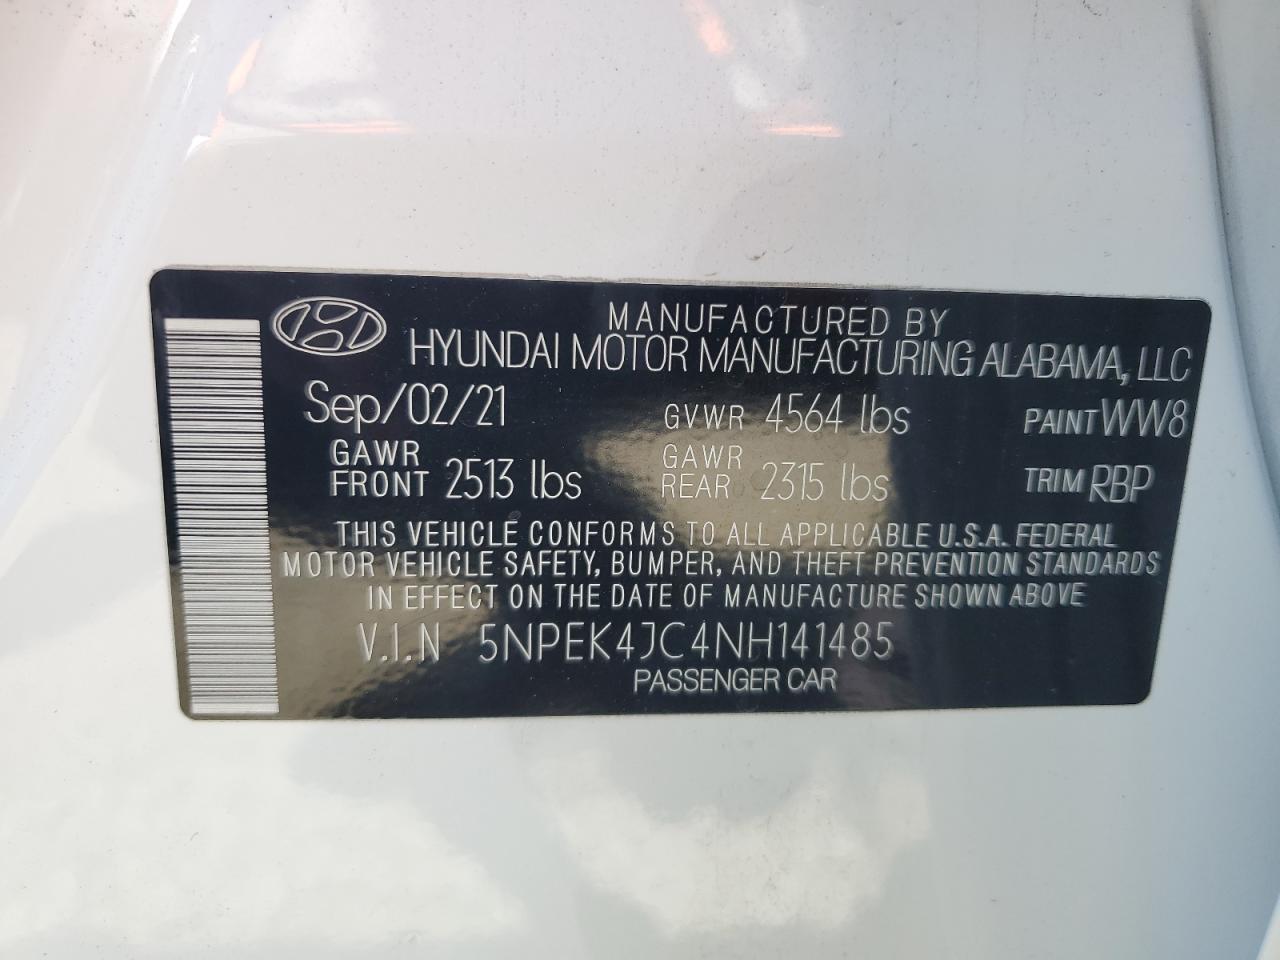 MANUFACTURED BY
HYUNDAI MOTOR MANUFACTURING ALABAMA, LLC
Sep/02/21 GVWR 4564 lbs PAINT WW8
GAWR FRONT 2513 lbs GAWR REAR 2315 lbs TRIM RBP
THIS VEHICLE CONFORMS TO ALL APPLICABLE U.S.A. FEDERAL
MOTOR VEHICLE SAFETY, BUMPER, AND THEFT PREVENTION STANDARDS
IN EFFECT ON THE DATE OF MANUFACTURE SHOWN ABOVE
V.I.N 5NPEK4JC4NH141485
PASSENGER CAR